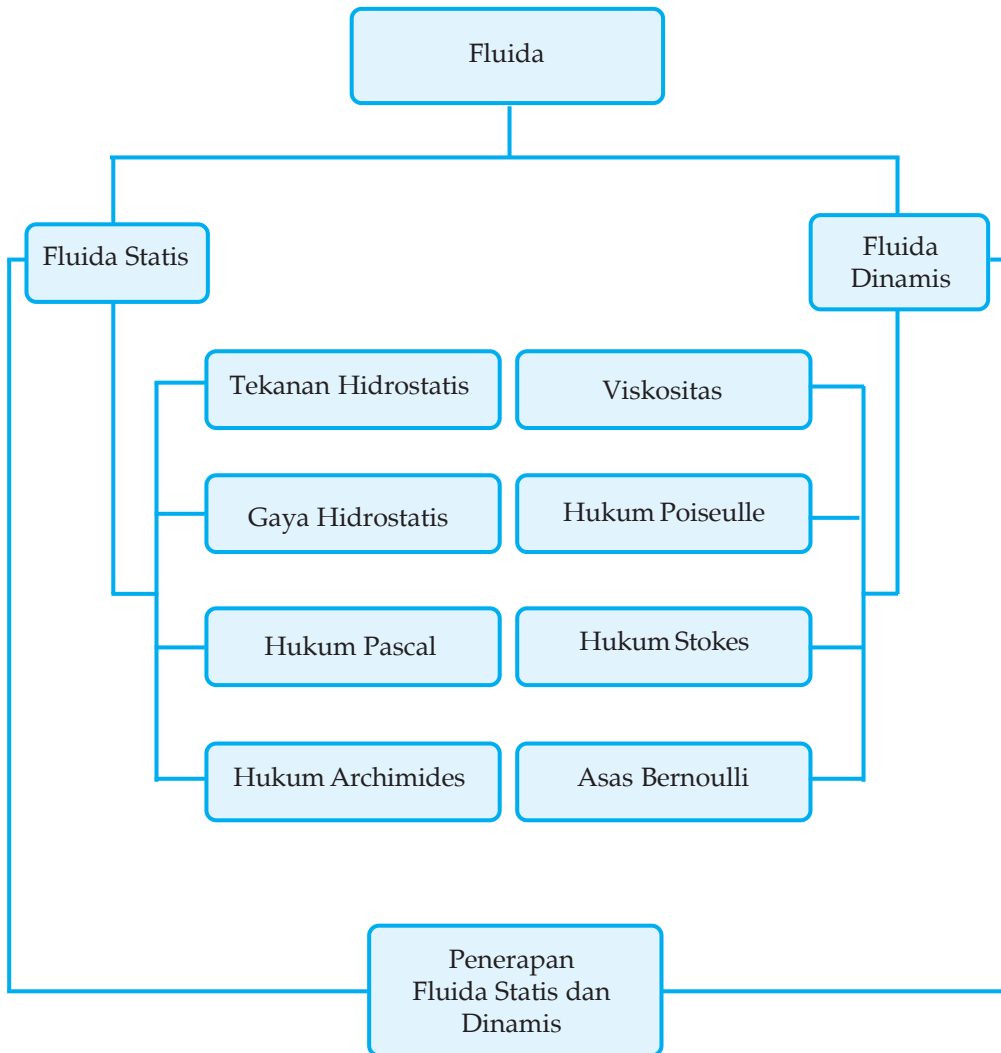 Fluida
Fluida Statis
Fluida
Dinamis
Tekanan Hidrostatis
Viskositas
Gaya Hidrostatis
Hukum Poiseulle
Hukum Pascal
Hukum Stokes
Hukum Archimides
Asas Bernoulli
Penerapan
Fluida Statis dan
Dinamis